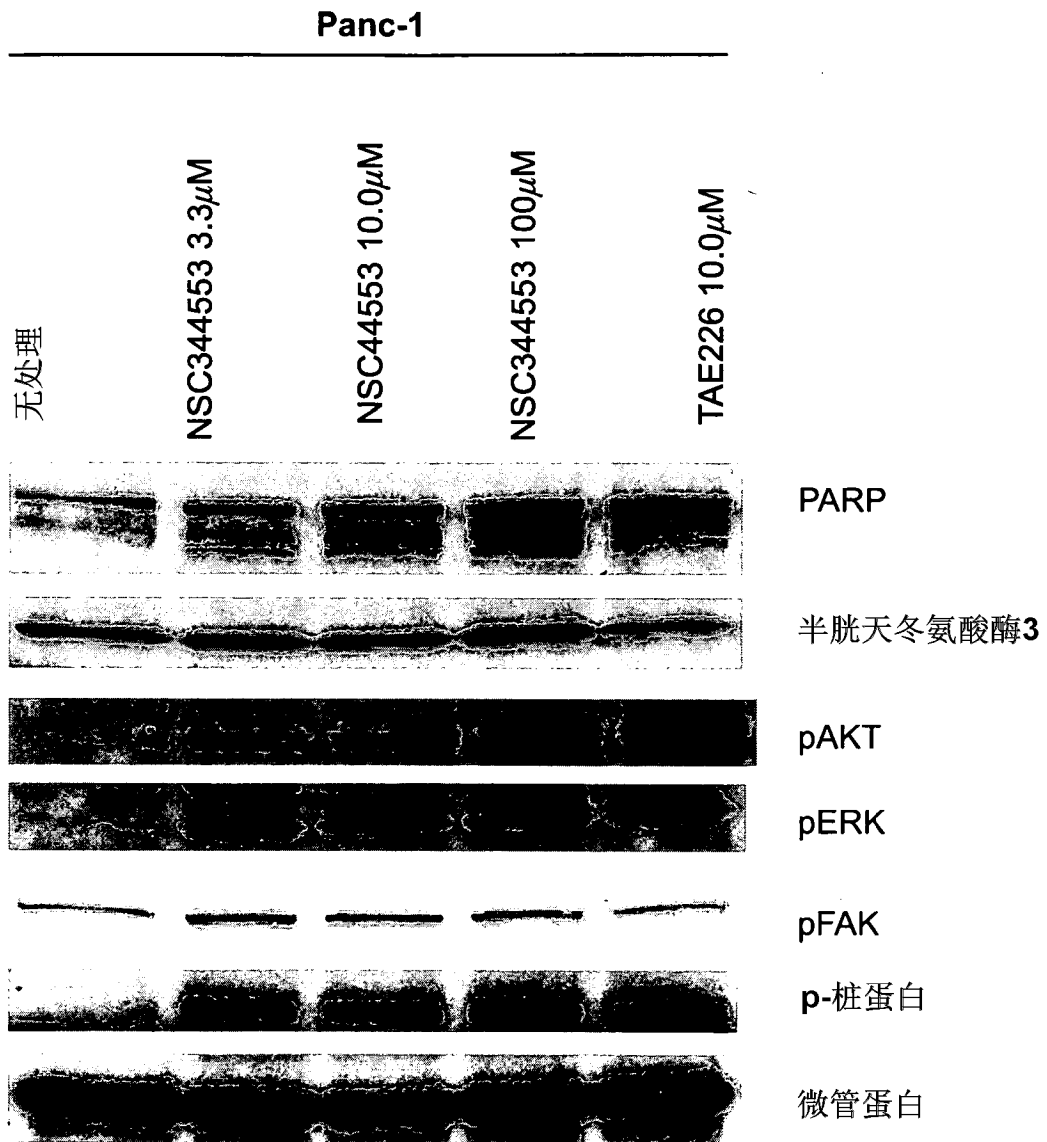 Panc-1
无处理
NSC344553 3.3μM
NSC44553 10.0μM
NSC344553 100μM
TAE226 10.0μM
PARP
半胱天冬氨酸酶3
pAKT
pERK
pFAK
p-桩蛋白
微管蛋白